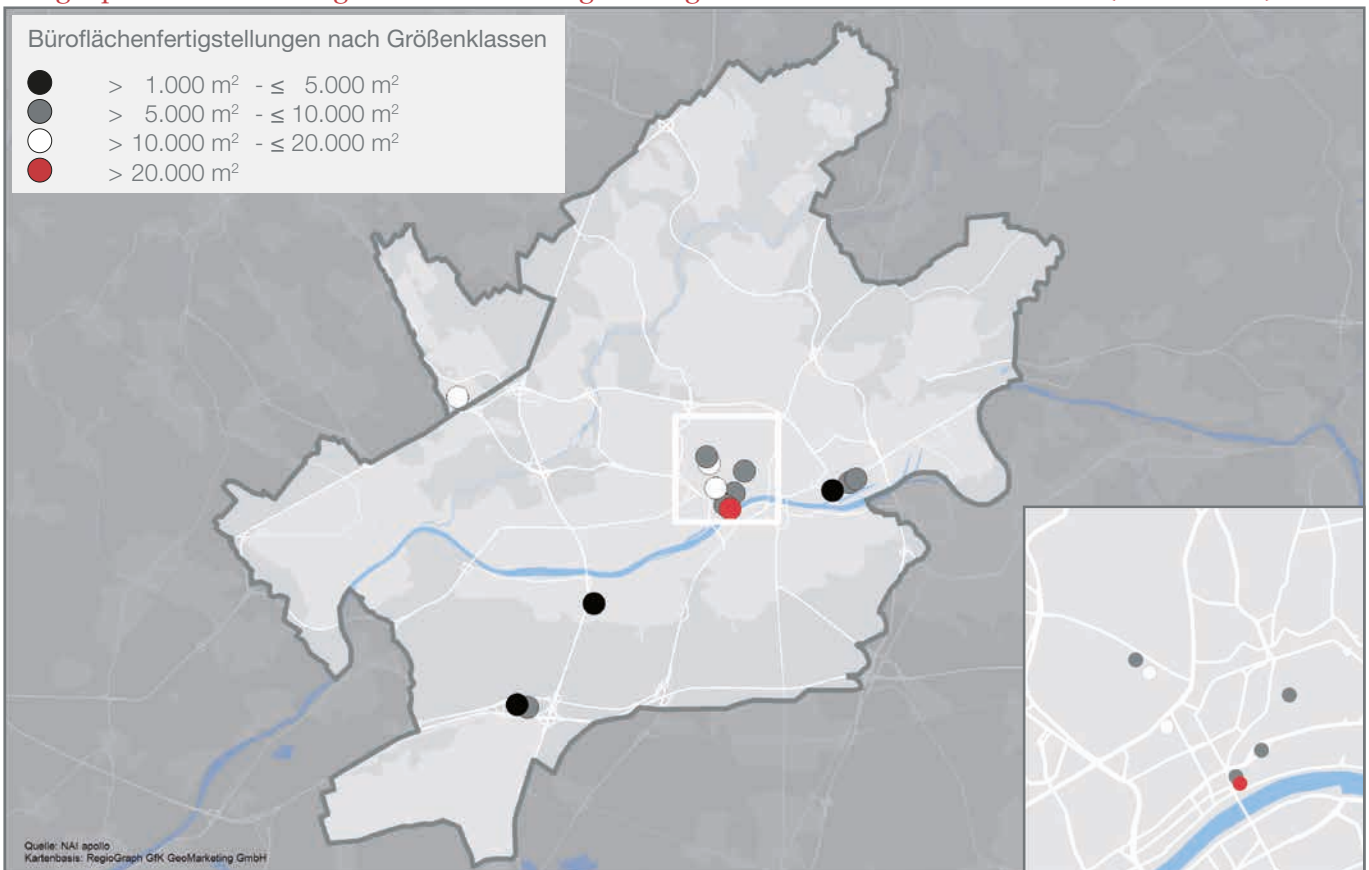 Büroflächenfertigstellungen nach Größenklassen
> 1.000 m² - ≤ 5.000 m²
> 5.000 m² - ≤ 10.000 m²
> 10.000 m² - ≤ 20.000 m²
> 20.000 m²
Quelle: NAI apollo
Kartenbasis: RegioGraph GfK GeoMarketing GmbH